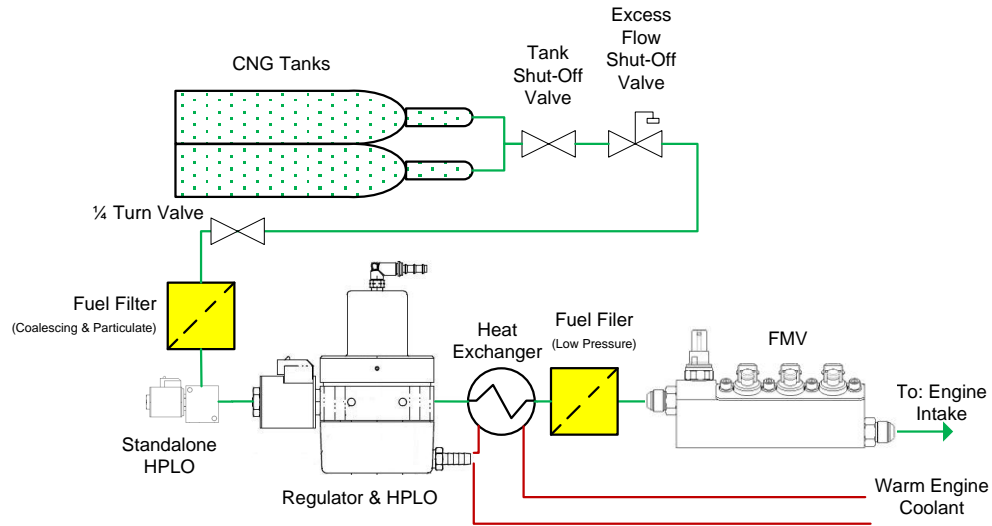 CNG Tanks
Tank
Shut-Off
Valve
Excess
Flow
Shut-Off
Valve
¼ Turn Valve
Fuel Filter
(Coalescing & Particulate)
Standalone
HPLO
Regulator & HPLO
Heat
Exchanger
Fuel Filer
(Low Pressure)
FMV
To: Engine
Intake
Warm Engine
Coolant